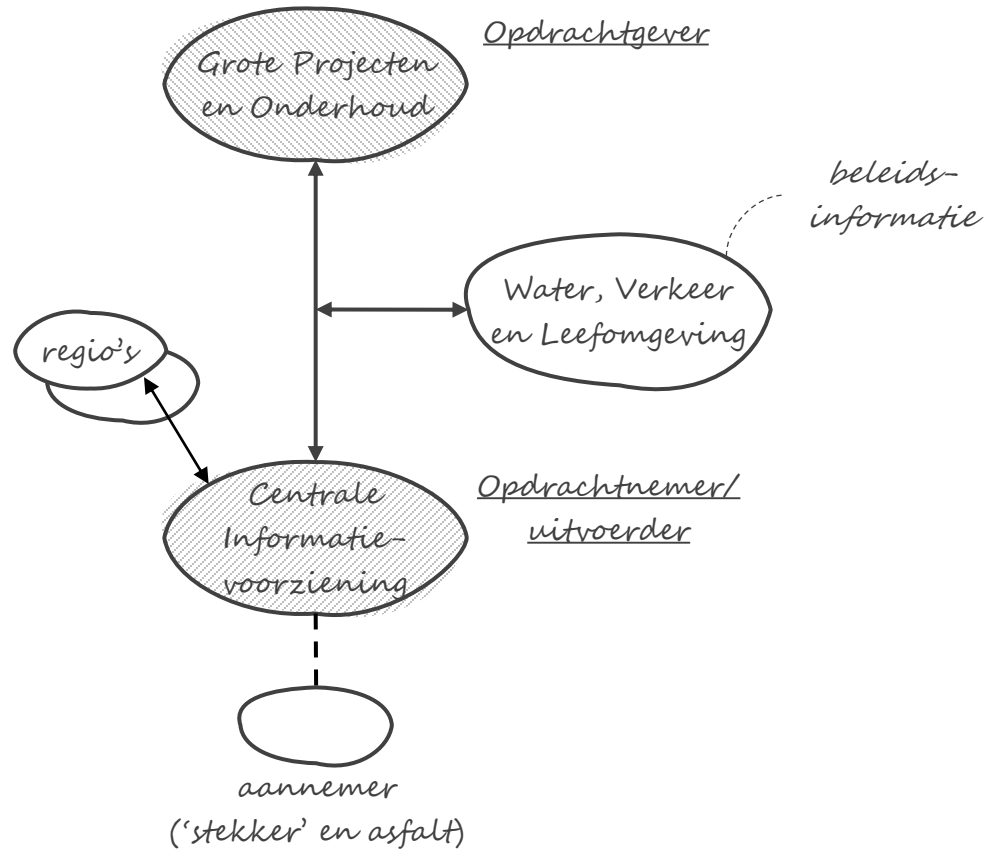 Opdrachtgever
Grote Projecten
en Onderhoud
beleids-
informatie
Water, Verkeer
en Leefomgeving
regio's
Centrale
Informatie-
voorziening
Opdrachtnemer/
uitvoerder
aannemer
('stekker' en asfalt)